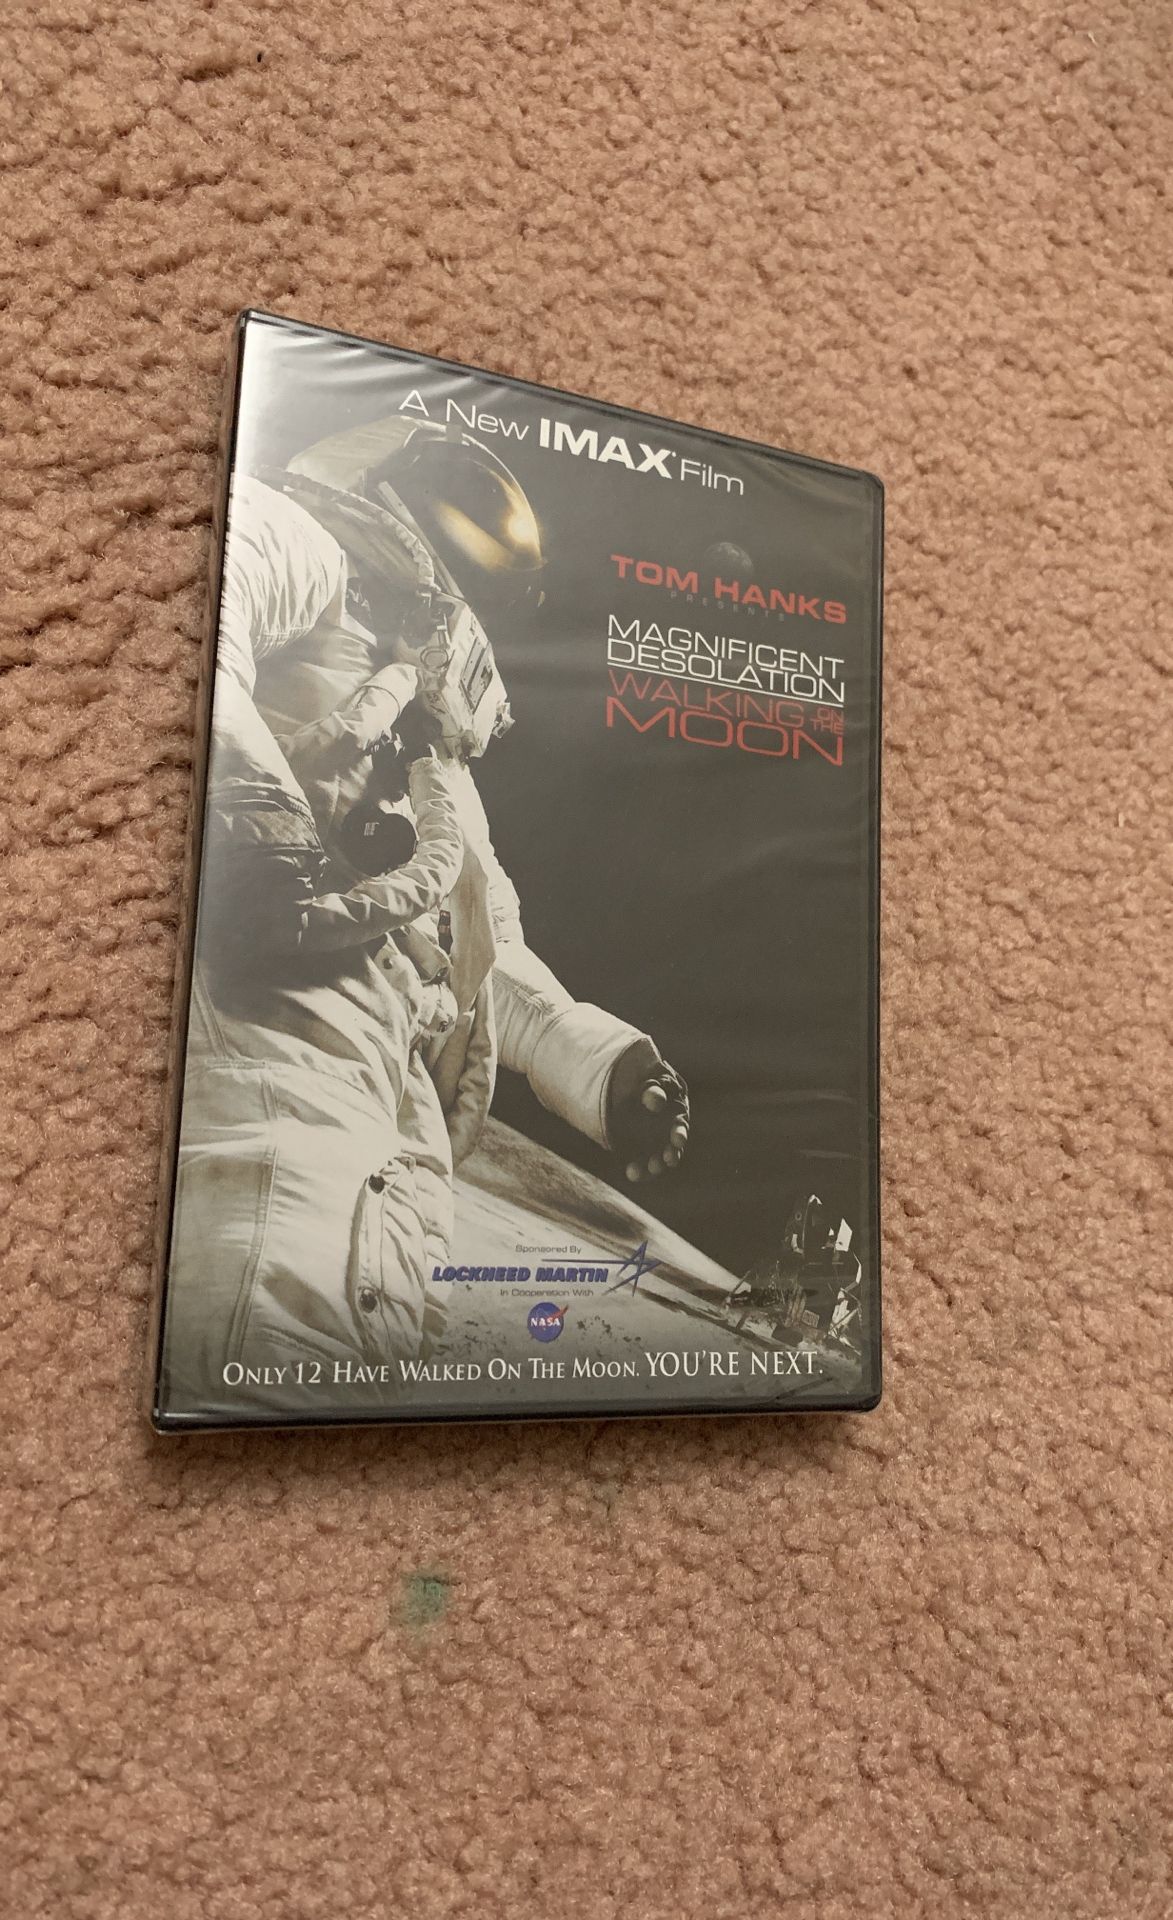 A New IMAX® Film
TOM HANKS
PRESENTS
MAGNIFICENT
DESOLATION
WALKING ON THE
MOON
Sponsored By
LOCKHEED MARTIN
In Cooperation With
NASA
ONLY 12 HAVE WALKED ON THE MOON. YOU'RE NEXT.